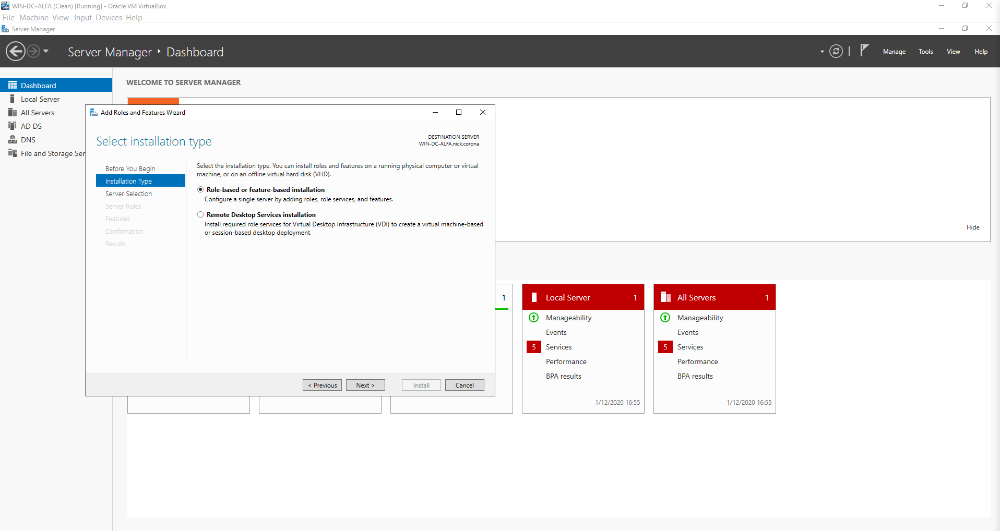 WIN-DC-ALFA (Clean) [Running] - Oracle VM VirtualBox
File Machine View Input Devices Help
Server Manager
Server Manager ‣ Dashboard
Manage Tools View Help
Dashboard
Local Server
All Servers
AD DS
DNS
File and Storage Ser
WELCOME TO SERVER MANAGER
Add Roles and Features Wizard
Select installation type
DESTINATION SERVER
WIN-DC-ALFA.nick.corona
Before You Begin
Installation Type
Server Selection
Server Roles
Features
Confirmation
Results
Select the installation type. You can install roles and features on a running physical computer or virtual
machine, or on an offline virtual hard disk (VHD).
Role-based or feature-based installation
Configure a single server by adding roles, role services, and features.
Remote Desktop Services installation
Install required role services for Virtual Desktop Infrastructure (VDI) to create a virtual machine-based
or session-based desktop deployment.
< Previous Next > Install Cancel
Hide
1
Local Server 1
Manageability
Events
5 Services
Performance
BPA results
1/12/2020 16:55
All Servers 1
Manageability
Events
5 Services
Performance
BPA results
1/12/2020 16:55